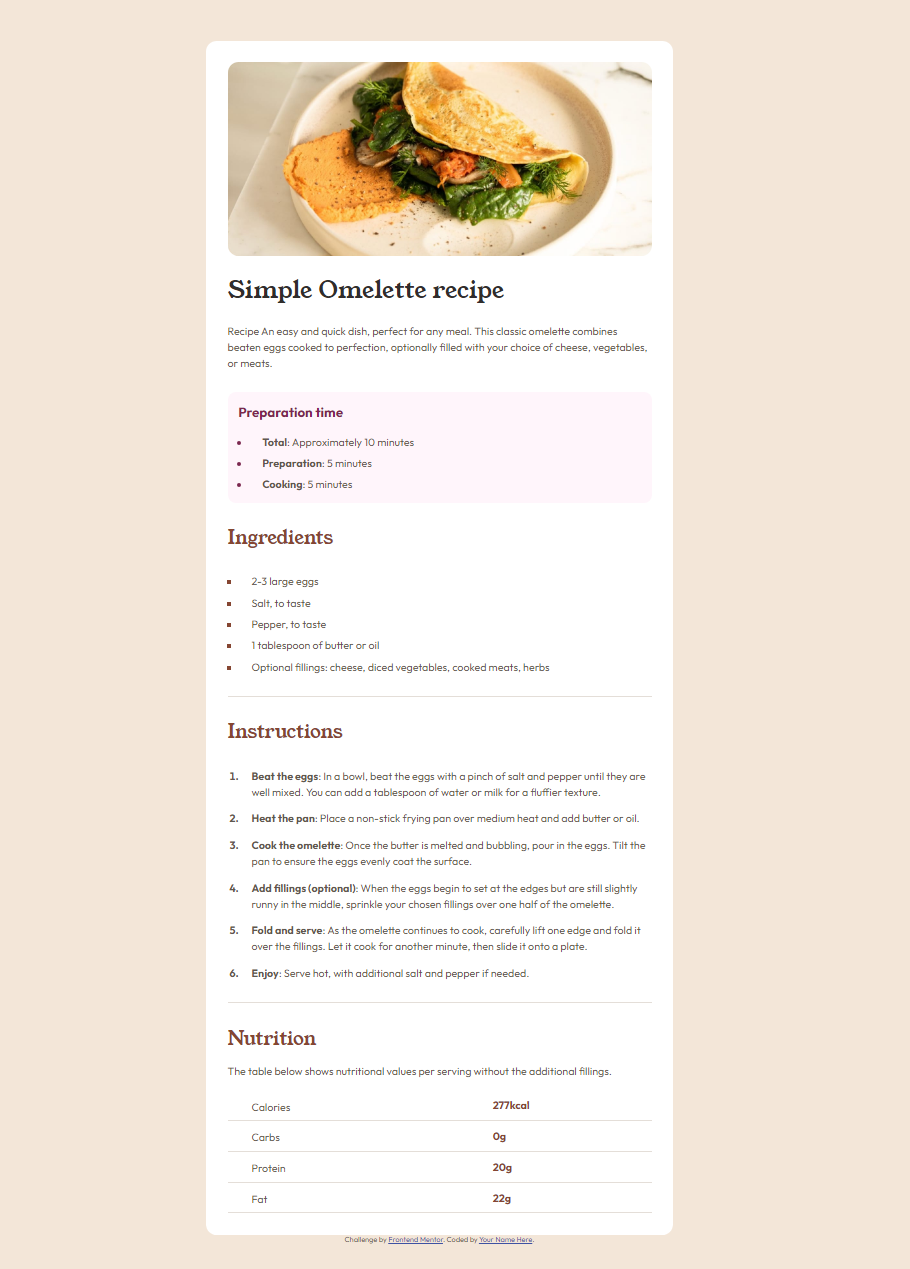 Simple Omelette recipe
Recipe An easy and quick dish, perfect for any meal. This classic omelette combines
beaten eggs cooked to perfection, optionally filled with your choice of cheese, vegetables,
or meats.
Preparation time
Total: Approximately 10 minutes
Preparation: 5 minutes
Cooking: 5 minutes
Ingredients
2-3 large eggs
Salt, to taste
Pepper, to taste
1 tablespoon of butter or oil
Optional fillings: cheese, diced vegetables, cooked meats, herbs
Instructions
1. Beat the eggs: In a bowl, beat the eggs with a pinch of salt and pepper until they are
well mixed. You can add a tablespoon of water or milk for a fluffier texture.
2. Heat the pan: Place a non-stick frying pan over medium heat and add butter or oil.
3. Cook the omelette: Once the butter is melted and bubbling, pour in the eggs. Tilt the
pan to ensure the eggs evenly coat the surface.
4. Add fillings (optional): When the eggs begin to set at the edges but are still slightly
runny in the middle, sprinkle your chosen fillings over one half of the omelette.
5. Fold and serve: As the omelette continues to cook, carefully lift one edge and fold it
over the fillings. Let it cook for another minute, then slide it onto a plate.
6. Enjoy: Serve hot, with additional salt and pepper if needed.
Nutrition
The table below shows nutritional values per serving without the additional fillings.
Calories 277kcal
Carbs 0g
Protein 20g
Fat 22g
Challenge by Frontend Mentor. Coded by Your Name Here.